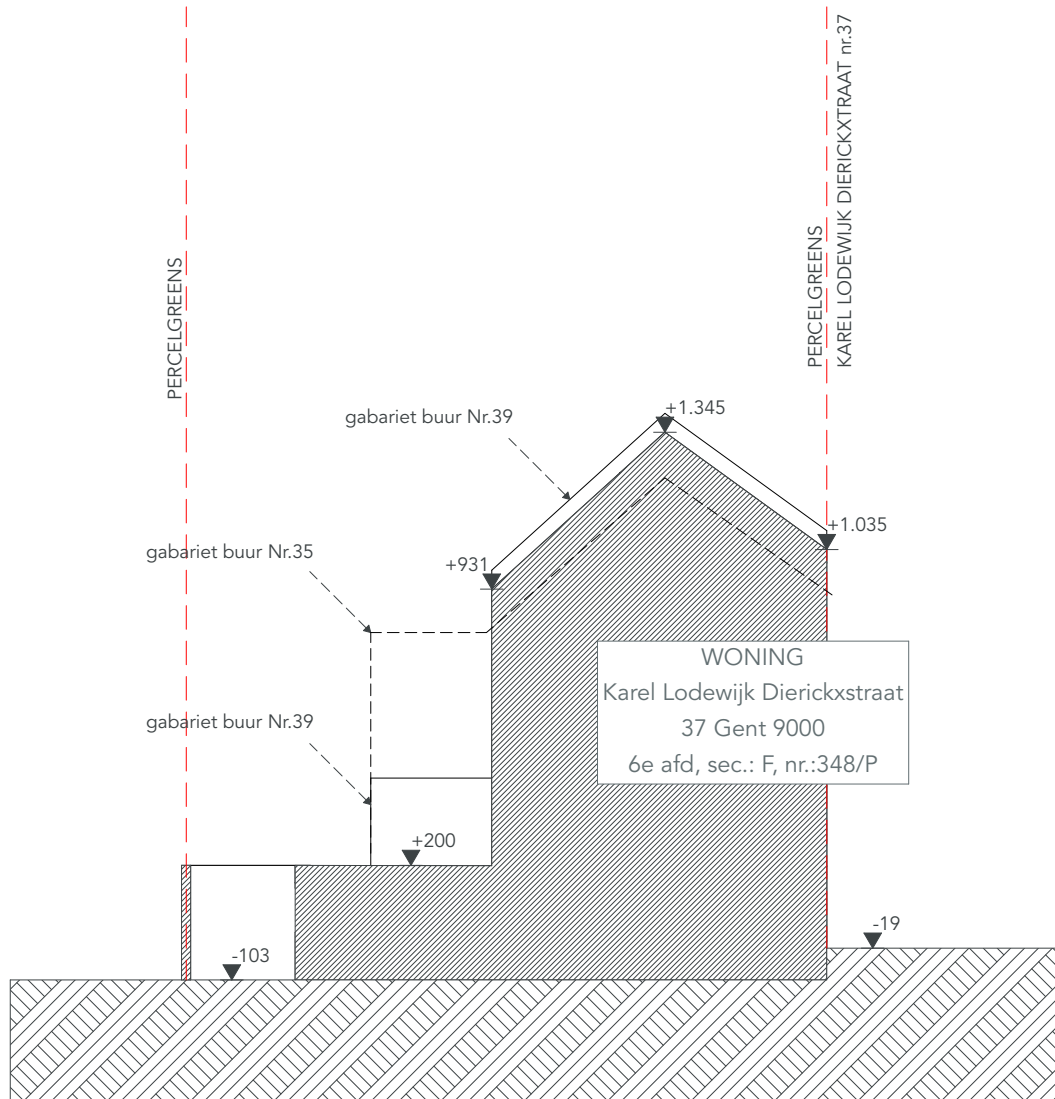 KAREL LODEWIJK DIERICKXTRAAT nr.37
PERCELGREENS
PERCELGREENS
+1.345
gabariet buur Nr.39
+1.035
gabariet buur Nr.35
+931
WONING
Karel Lodewijk Dierickxstraat
37 Gent 9000
6e afd, sec.: F, nr.:348/P
gabariet buur Nr.39
+200
-19
-103